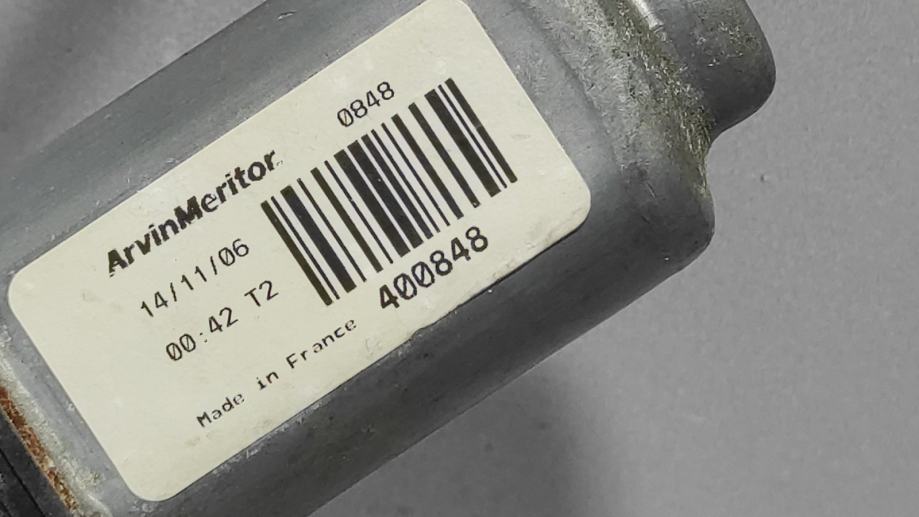 0848
ArvinMeritor
14/11/06
00:42 T2
400848
Made in France